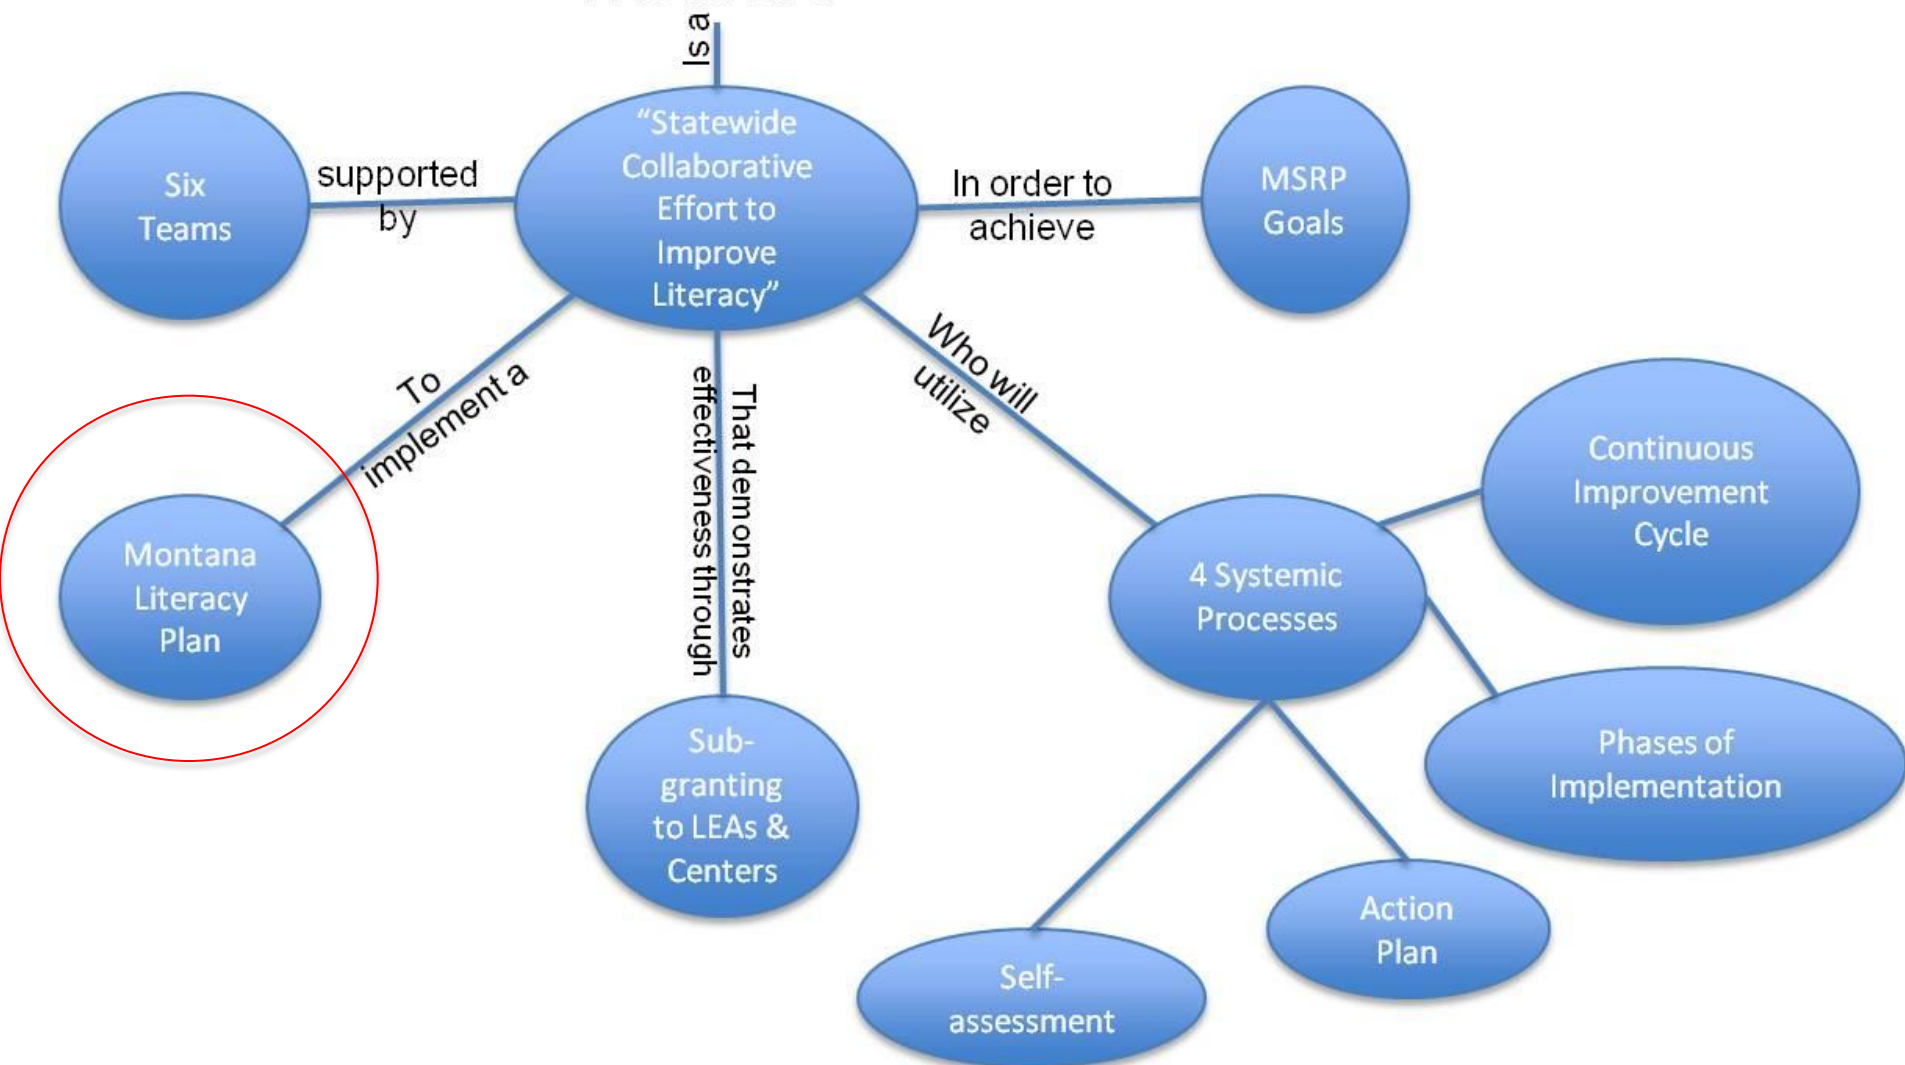 Is a
"Statewide
Collaborative
Effort to
Improve
Literacy"
Six
Teams
supported
by
In order to
achieve
MSRP
Goals
To
implement a
Montana
Literacy
Plan
That demonstrates
effectiveness through
Sub-
granting
to LEAs &
Centers
Who will
utilize
4 Systemic
Processes
Continuous
Improvement
Cycle
Phases of
Implementation
Action
Plan
Self-
assessment